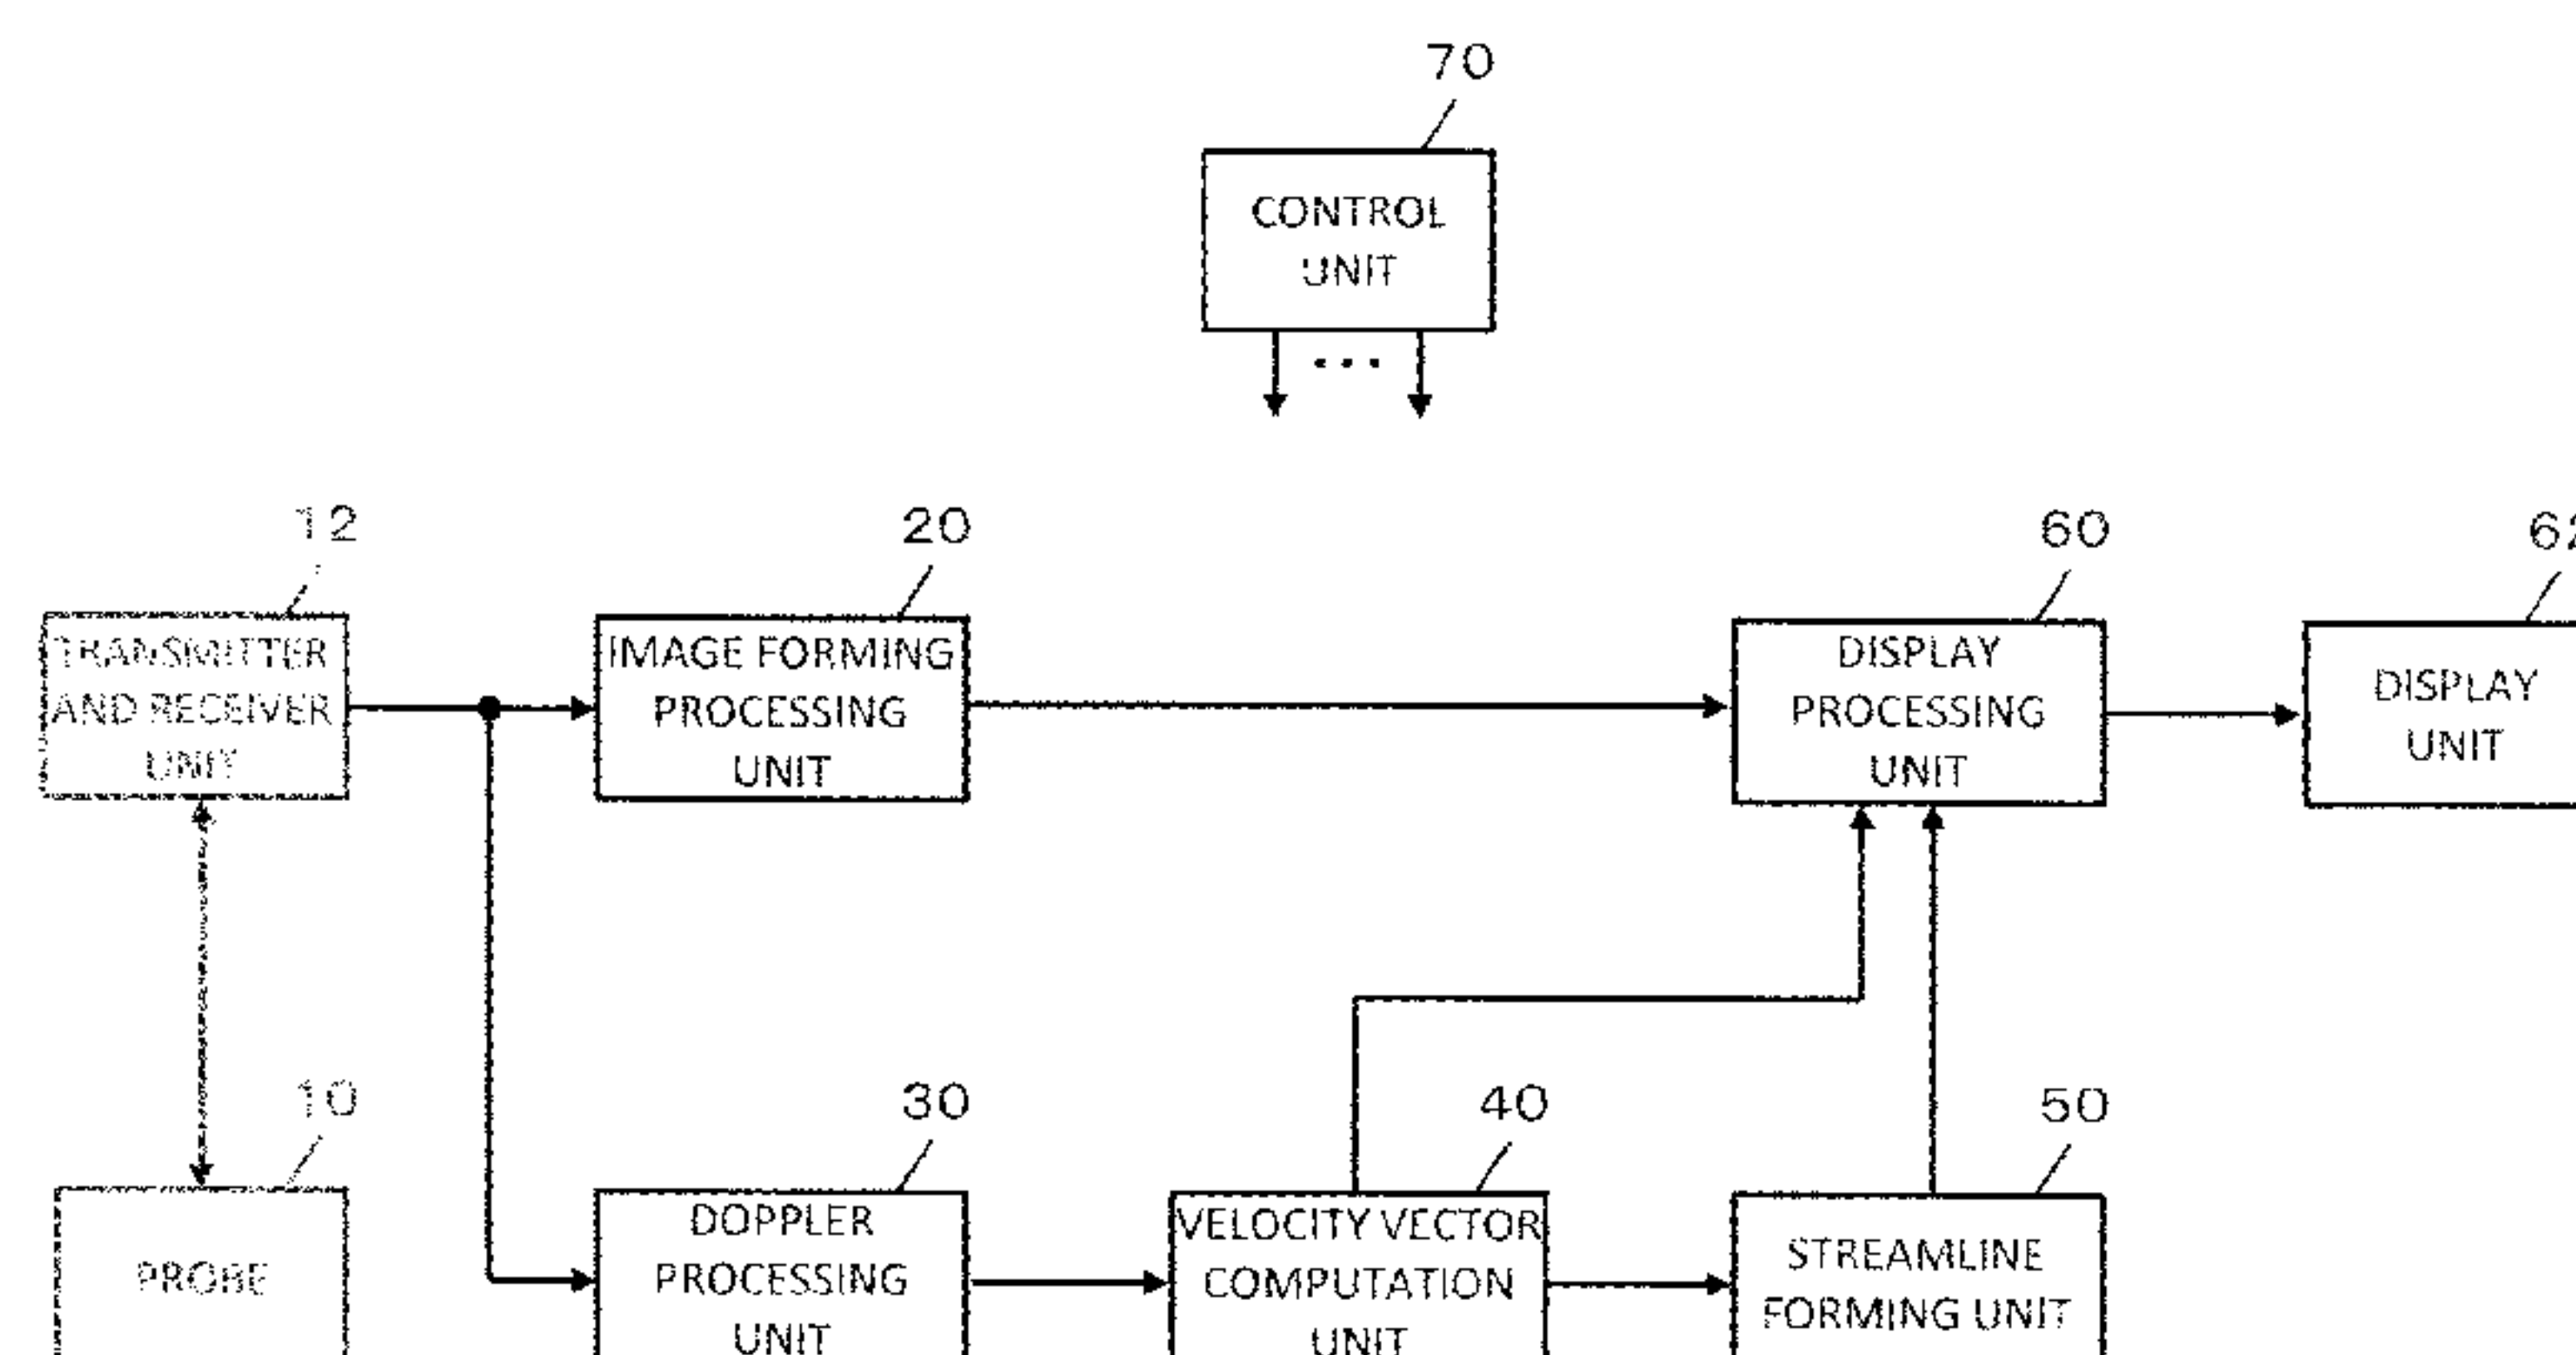 70
CONTROL
UNIT
12
20
60
TRANSMITTER
AND RECEIVER
UNIT
IMAGE FORMING
PROCESSING
UNIT
DISPLAY
PROCESSING
UNIT
DISPLAY
UNIT
10
30
40
50
PROBE
DOPPLER
PROCESSING
UNIT
VELOCITY VECTOR
COMPUTATION
UNIT
STREAMLINE
FORMING UNIT